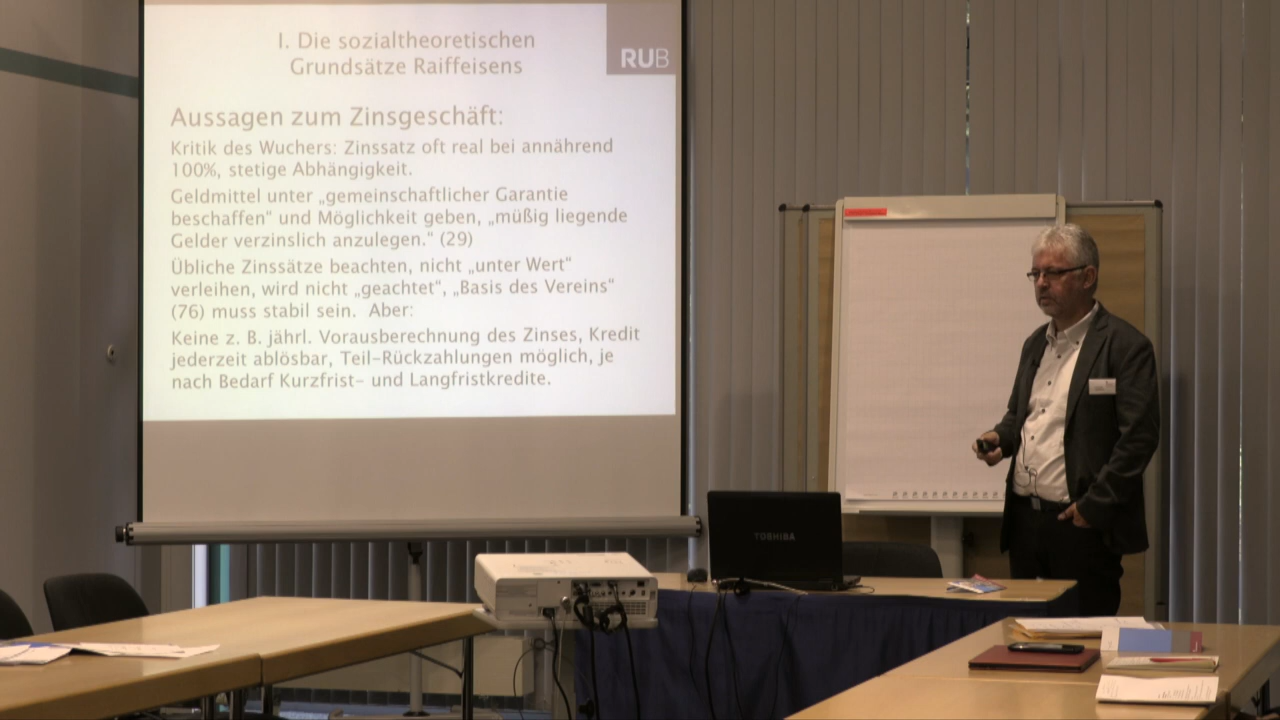 I. Die sozialtheoretischen
Grundsätze Raiffeisens
RUB
Aussagen zum Zinsgeschäft:
Kritik des Wuchers: Zinssatz oft real bei annährend
100%, stetige Abhängigkeit.
Geldmittel unter „gemeinschaftlicher Garantie
beschaffen“ und Möglichkeit geben, „müßig liegende
Gelder verzinslich anzulegen.“ (29)
Übliche Zinssätze beachten, nicht „unter Wert“
verleihen, wird nicht „geachtet“, „Basis des Vereins“
(76) muss stabil sein. Aber:
Keine z. B. jährl. Vorausberechnung des Zinses, Kredit
jederzeit ablösbar, Teil-Rückzahlungen möglich, je
nach Bedarf Kurzfrist- und Langfristkredite.
TOSHIBA